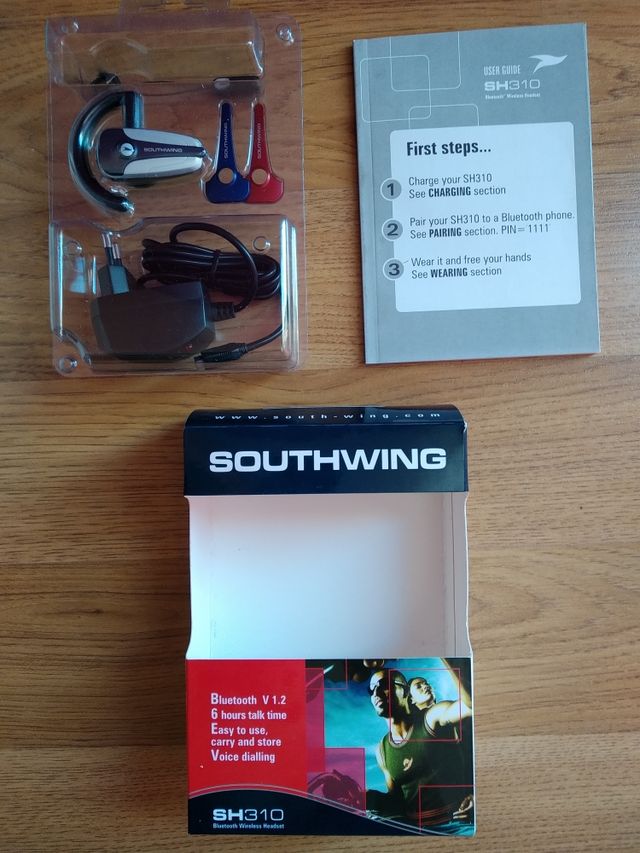 SOUTHWING
SOUTHWING
SOUTHWING
USER GUIDE
SH310
Bluetooth® Wireless Headset
First steps...
1
Charge your SH310
See CHARGING section
2
Pair your SH310 to a Bluetooth phone.
See PAIRING section. PIN= 1111
3
Wear it and free your hands
See WEARING section
www.south-wing.com
SOUTHWING
Bluetooth V 1.2
6 hours talk time
Easy to use,
carry and store
Voice dialling
SH310
Bluetooth Wireless Headset